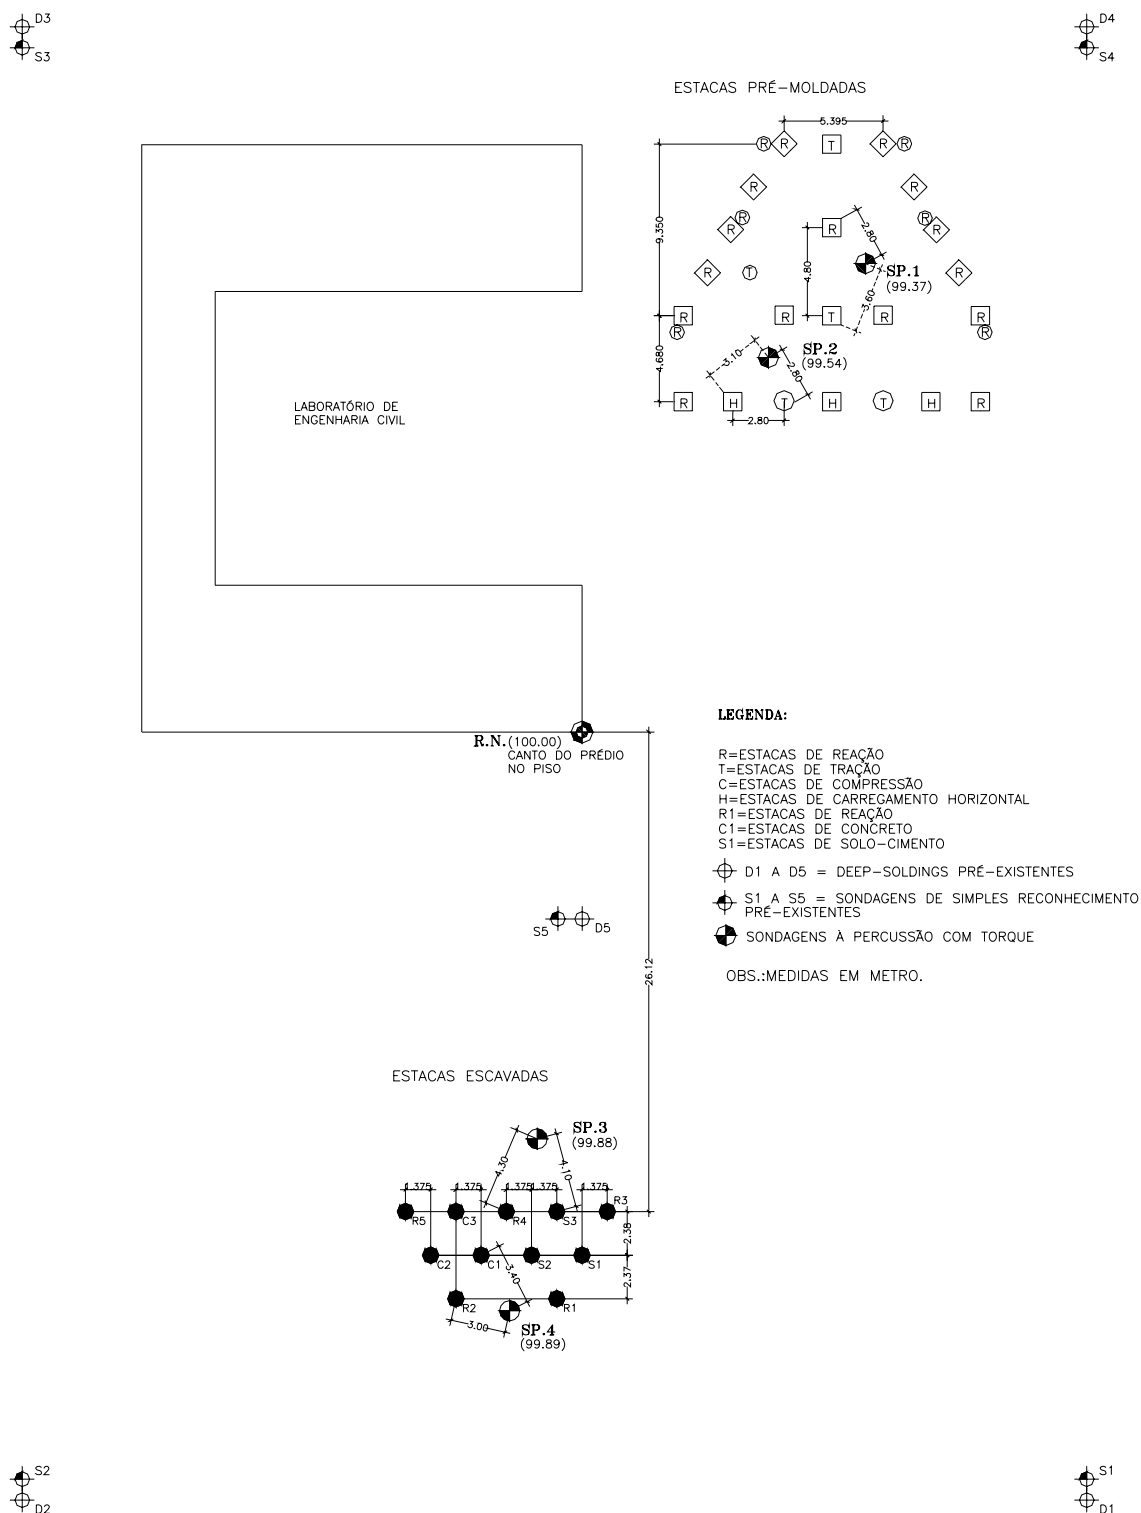 D3
D4
S3
S4
ESTACAS PRÉ-MOLDADAS
5.395
R
R
T
R
R
R
R
R
R
R
R
R
R
9.350
2.80
4.80
R
T
R
SP.1
(99.37)
3.60
R
R
T
R
R
R
R
SP.2
(99.54)
3.10
2.80
4.680
R
H
T
H
T
H
R
2.80
LABORATÓRIO DE
ENGENHARIA CIVIL
R.N.(100.00)
CANTO DO PRÉDIO
NO PISO
LEGENDA:
R=ESTACAS DE REAÇÃO
T=ESTACAS DE TRAÇÃO
C=ESTACAS DE COMPRESSÃO
H=ESTACAS DE CARREGAMENTO HORIZONTAL
R1=ESTACAS DE REAÇÃO
C1=ESTACAS DE CONCRETO
S1=ESTACAS DE SOLO-CIMENTO
D1 A D5 = DEEP-SOLDINGS PRÉ-EXISTENTES
S1 A S5 = SONDAGENS DE SIMPLES RECONHECIMENTO
PRÉ-EXISTENTES
SONDAGENS À PERCUSSÃO COM TORQUE
OBS.:MEDIDAS EM METRO.
S5
D5
26.12
ESTACAS ESCAVADAS
SP.3
(99.88)
4.30
4.10
1.375
1.375
1.375
1.375
1.375
R3
R5
C3
R4
S3
2.38
C2
C1
S2
S1
3.40
2.37
R2
R1
3.00
SP.4
(99.89)
S2
S1
D2
D1